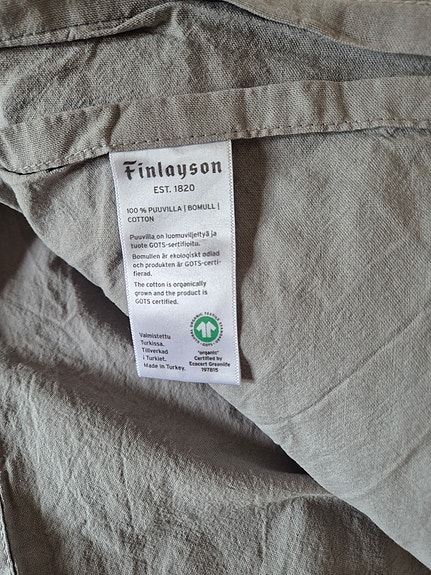 Finlayson
EST. 1820
100 % PUUVILLA | BOMULL |
COTTON
Puuvilla on luomuviljeltyä ja
tuote GOTS-sertifioitu.
Bomullen är ekologiskt odlad
och produkten är GOTS-certi-
fierad.
The cotton is organically
grown and the product is
GOTS certified.
Valmistettu
Turkissa.
Tillverkad
i Turkiet.
Made in Turkey.
"organic"
Certified by
Ecocert Greenlife
197815